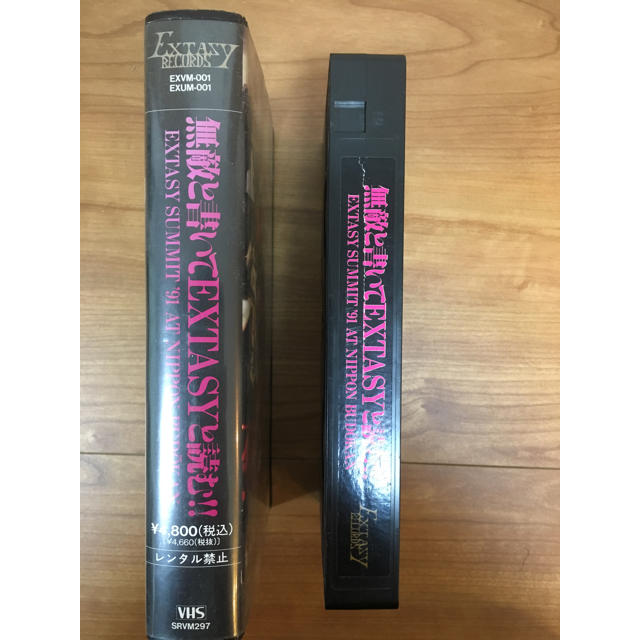 EXTASY
RECORDS
EXVM-001
EXUM-001
無敵と書いてEXTASYと読む!!
EXTASY SUMMIT '91 AT NIPPON BUDOKAN
¥4,800(税込)
[¥4,660(税抜)]
レンタル禁止
VHS
SRVM297
無敵と書いてEXTASYと
EXTASY SUMMIT '91 AT NIPPON BUDOKAN
EXTASY
RECORDS